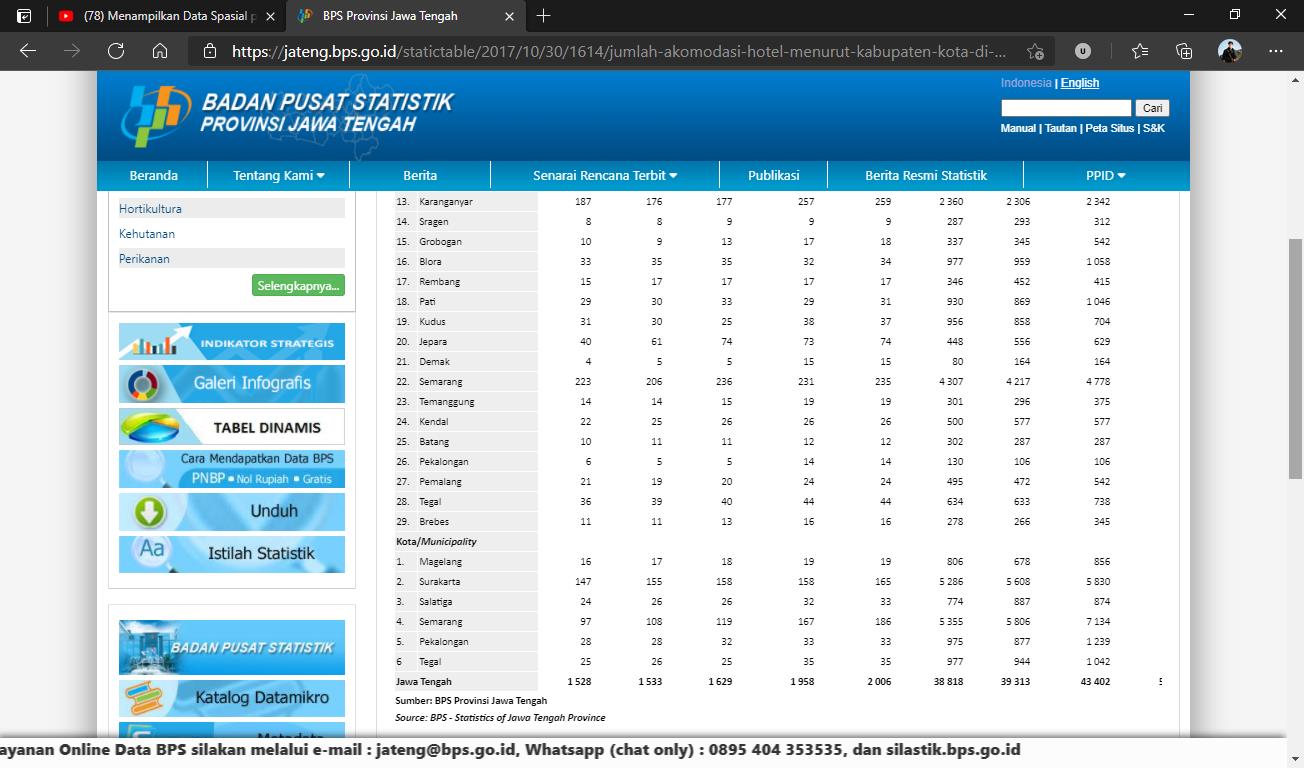 (78) Menampilkan Data Spasial p
BPS Provinsi Jawa Tengah
https://jateng.bps.go.id/statictable/2017/10/30/1614/jumlah-akomodasi-hotel-menurut-kabupaten-kota-di-...
U
BADAN PUSAT STATISTIK
PROVINSI JAWA TENGAH
Indonesia | English
Cari
Manual | Tautan | Peta Situs | S&K
Beranda Tentang Kami Berita Senarai Rencana Terbit Publikasi Berita Resmi Statistik PPID
Hortikultura
Kehutanan
Perikanan
Selengkapnya...
INDIKATOR STRATEGIS
Galeri Infografis
TABEL DINAMIS
Cara Mendapatkan Data BPS
PNBP ▪ Nol Rupiah ▪ Gratis
Unduh
Aa Istilah Statistik
BADAN PUSAT STATISTIK
Katalog Datamikro
Metadata
13. Karanganyar 187 176 177 257 259 2 360 2 306 2 342
14. Sragen 8 8 9 9 9 287 293 312
15. Grobogan 10 9 13 17 18 337 345 542
16. Blora 33 35 35 32 34 977 959 1 058
17. Rembang 15 17 17 17 17 346 452 415
18. Pati 29 30 33 29 31 930 869 1 046
19. Kudus 31 30 25 38 37 956 858 704
20. Jepara 40 61 74 73 74 448 556 629
21. Demak 4 5 5 15 15 80 164 164
22. Semarang 223 206 236 231 235 4 307 4 217 4 778
23. Temanggung 14 14 15 19 19 301 296 375
24. Kendal 22 25 26 26 26 500 577 577
25. Batang 10 11 11 12 12 302 287 287
26. Pekalongan 6 5 5 14 14 130 106 106
27. Pemalang 21 19 20 24 24 495 472 542
28. Tegal 36 39 40 44 44 634 633 738
29. Brebes 11 11 13 16 16 278 266 345
Kota/Municipality
1. Magelang 16 17 18 19 19 806 678 856
2. Surakarta 147 155 158 158 165 5 286 5 608 5 830
3. Salatiga 24 26 26 32 33 774 887 874
4. Semarang 97 108 119 167 186 5 355 5 806 7 134
5. Pekalongan 28 28 32 33 33 975 877 1 239
6 Tegal 25 26 25 35 35 977 944 1 042
Jawa Tengah 1 528 1 533 1 629 1 958 2 006 38 818 39 313 43 402
Sumber: BPS Provinsi Jawa Tengah
Source: BPS - Statistics of Jawa Tengah Province
ayanan Online Data BPS silakan melalui e-mail : jateng@bps.go.id, Whatsapp (chat only) : 0895 404 353535, dan silastik.bps.go.id